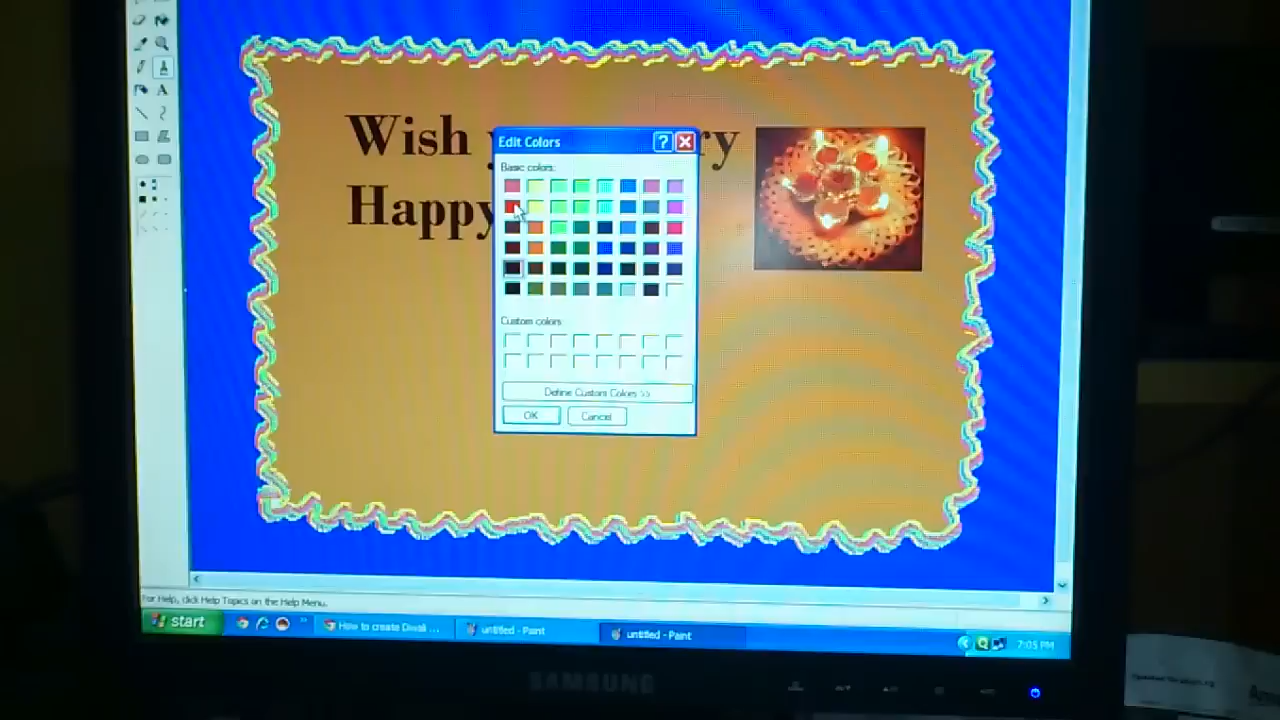 Wish
ry
Happy
Edit Colors
Basic colors:
Custom colors:
Define Custom Colors >>
OK
Cancel
For Help, click Help Topics on the Help Menu.
start
How to create Diwali ...
untitled - Paint
untitled - Paint
7:05 PM
SAMSUNG